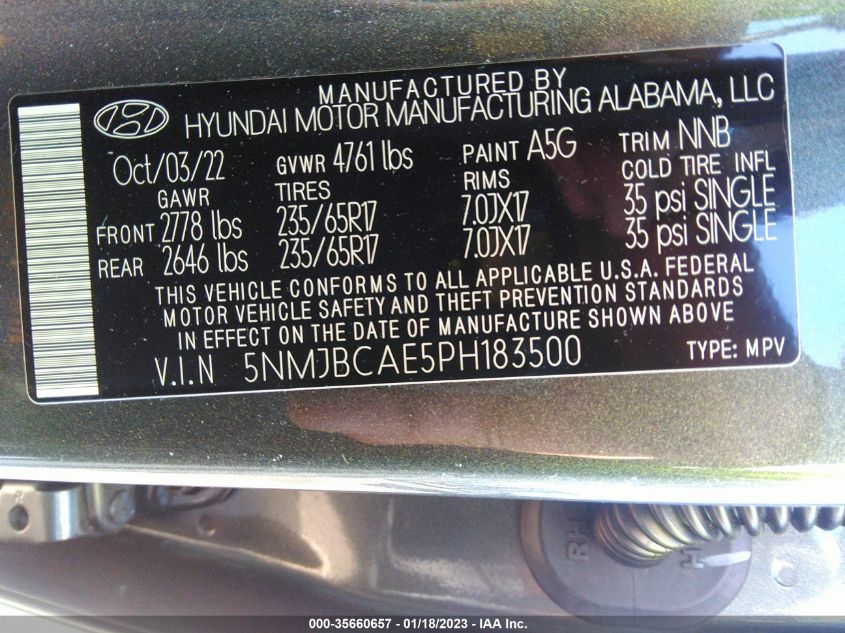 MANUFACTURED BY
HYUNDAI MOTOR MANUFACTURING ALABAMA, LLC
Oct/03/22 GVWR 4761 lbs PAINT A5G TRIM NNB
GAWR TIRES RIMS COLD TIRE INFL
FRONT 2778 lbs 235/65R17 7.0JX17 35 psi SINGLE
REAR 2646 lbs 235/65R17 7.0JX17 35 psi SINGLE
THIS VEHICLE CONFORMS TO ALL APPLICABLE U.S.A. FEDERAL
MOTOR VEHICLE SAFETY AND THEFT PREVENTION STANDARDS
IN EFFECT ON THE DATE OF MANUFACTURE SHOWN ABOVE
V.I.N 5NMJBCAE5PH183500 TYPE: MPV
RH H
000-35660657 - 01/18/2023 - IAA Inc.